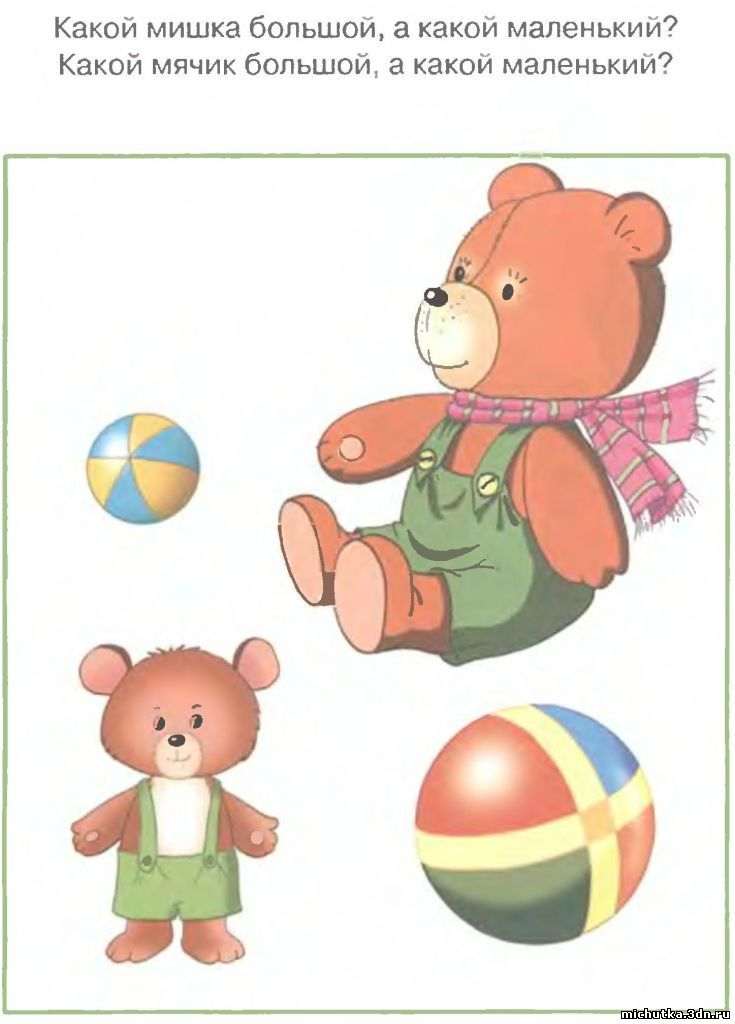 Какой мишка большой, а какой маленький?
Какой мячик большой, а какой маленький?
michutka.3dn.ru